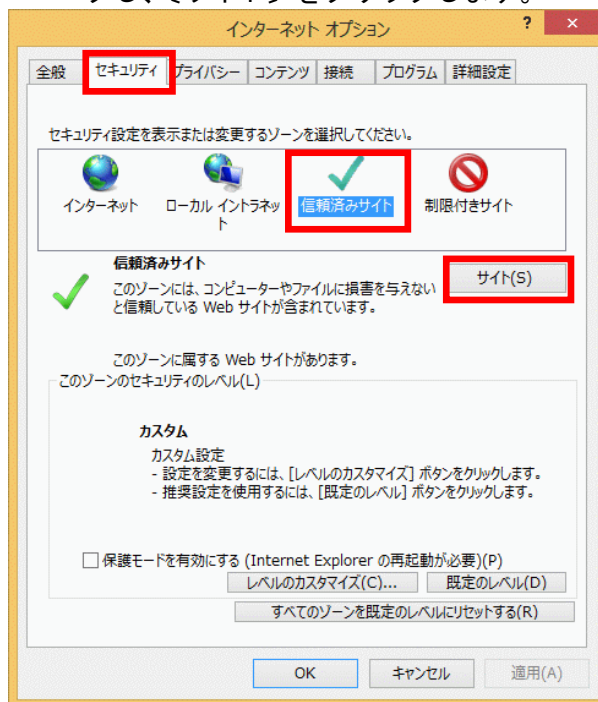 インターネット オプション
? ×
全般 セキュリティ プライバシー コンテンツ 接続 プログラム 詳細設定
セキュリティ設定を表示または変更するゾーンを選択してください。
インターネット ローカル イントラネット 信頼済みサイト 制限付きサイト
信頼済みサイト
サイト(S)
このゾーンには、コンピューターやファイルに損害を与えない
と信頼している Web サイトが含まれています。
このゾーンに属する Web サイトがあります。
このゾーンのセキュリティのレベル(L)
カスタム
カスタム設定
- 設定を変更するには、[レベルのカスタマイズ] ボタンをクリックします。
- 推奨設定を使用するには、[既定のレベル] ボタンをクリックします。
保護モードを有効にする (Internet Explorer の再起動が必要)(P)
レベルのカスタマイズ(C)... 既定のレベル(D)
すべてのゾーンを既定のレベルにリセットする(R)
OK キャンセル 適用(A)